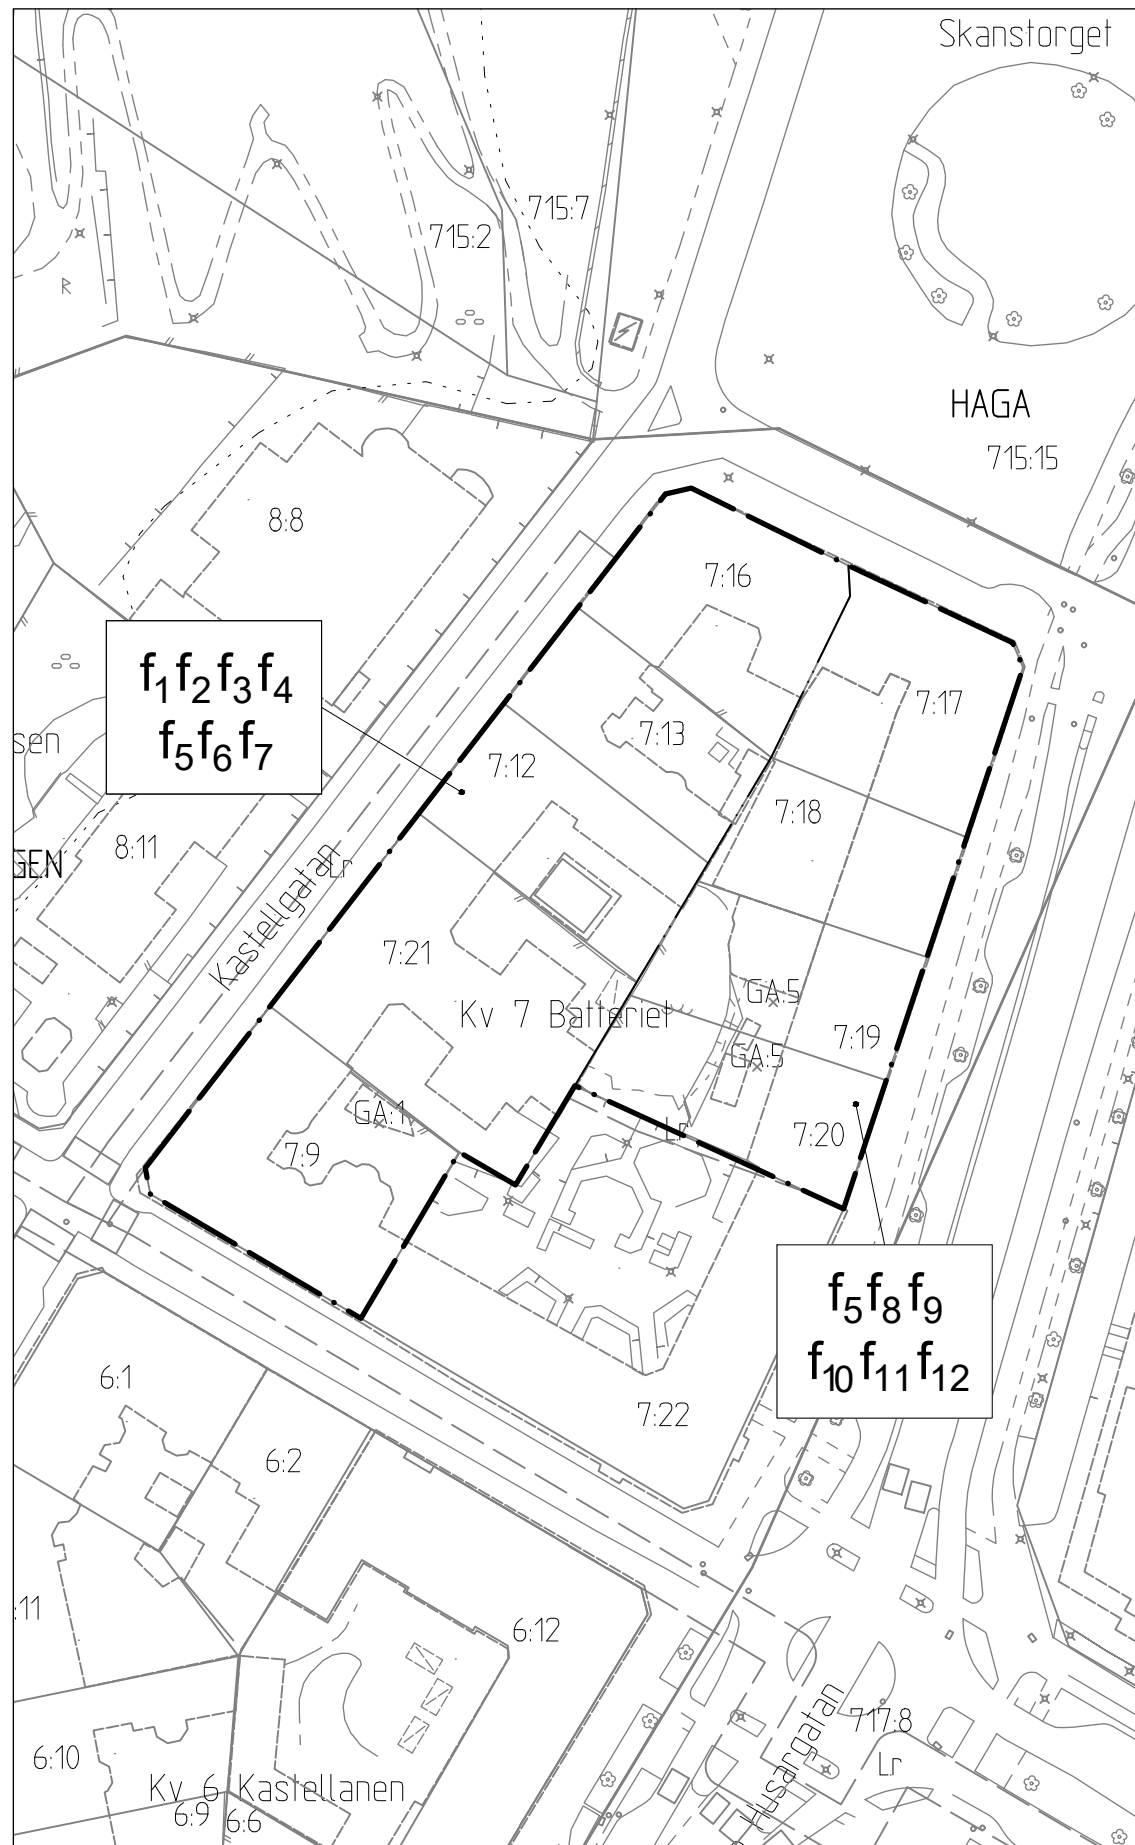 Skanstorget
715:7
715:2
R
HAGA
715:15
8:8
7:16
f1 f2 f3 f4
f5 f6 f7
7:17
7:13
sen
7:12
7:18
8:11
GEN
Lr
Kastellgatan
7:21
GA:5
Kv 7 Batteriet
7:19
GA:5
GA:1
Lr
7:20
7:9
f5 f8 f9
f10 f11 f12
6:1
7:22
6:2
:11
6:12
Husargatan
717:8
6:10
Lr
Kv 6 Kastellanen
6:9 6:6